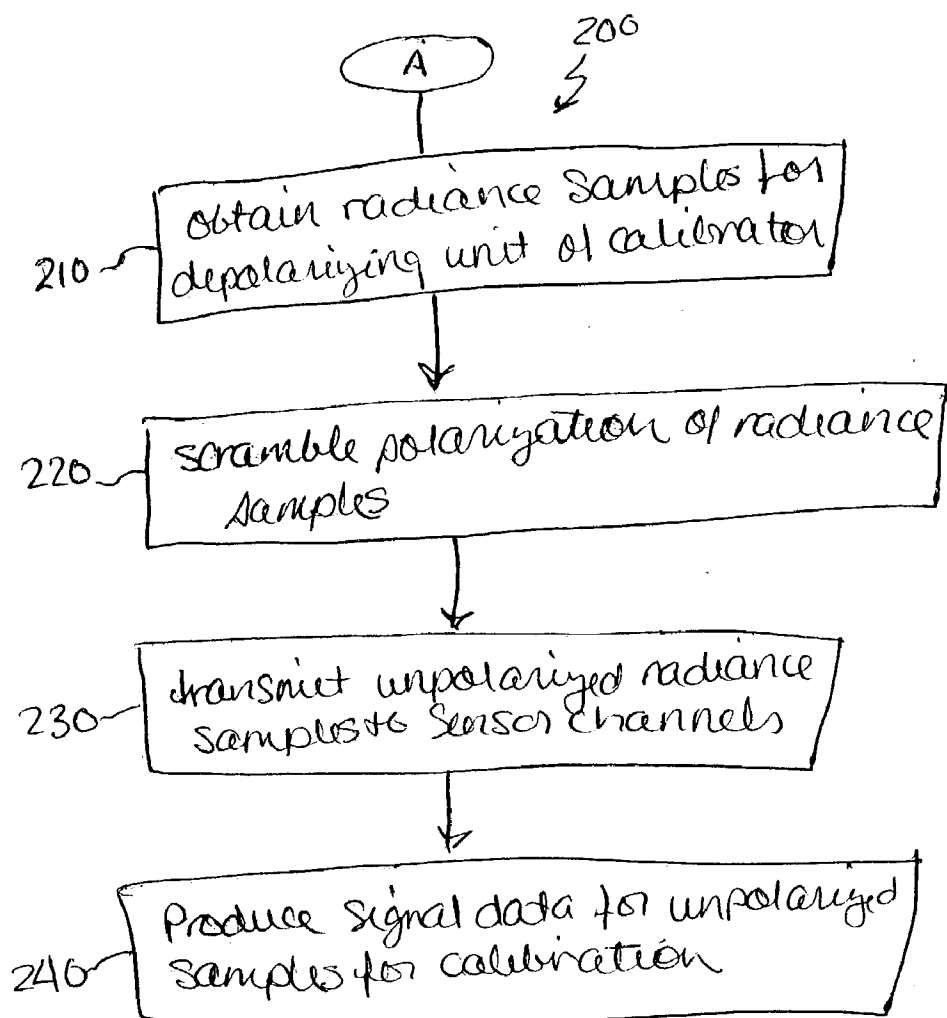 200
A
obtain radiance samples for
210
depolarizing unit of calibrator
scramble polarization of radiance
220
samples
transmit unpolarized radiance
230
samples to Sensor channels
Produce signal data for unpolarized
240
samples for calibration